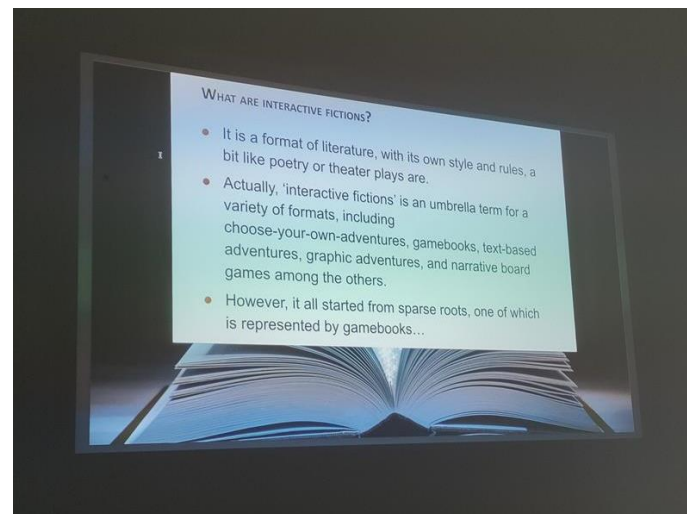 WHAT ARE INTERACTIVE FICTIONS?
• It is a format of literature, with its own style and rules, a
bit like poetry or theater plays are.
• Actually, 'interactive fictions' is an umbrella term for a
variety of formats, including
choose-your-own-adventures, gamebooks, text-based
adventures, graphic adventures, and narrative board
games among the others.
• However, it all started from sparse roots, one of which
is represented by gamebooks...